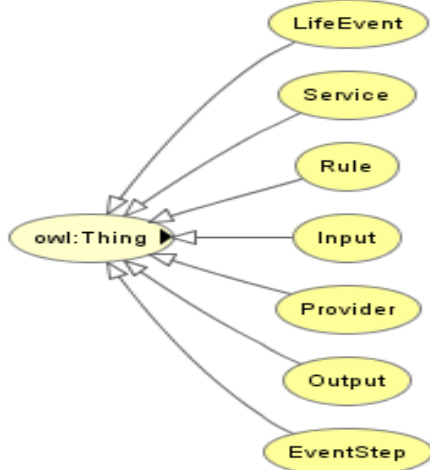 LifeEvent
Service
Rule
owl:Thing
Input
Provider
Output
EventStep